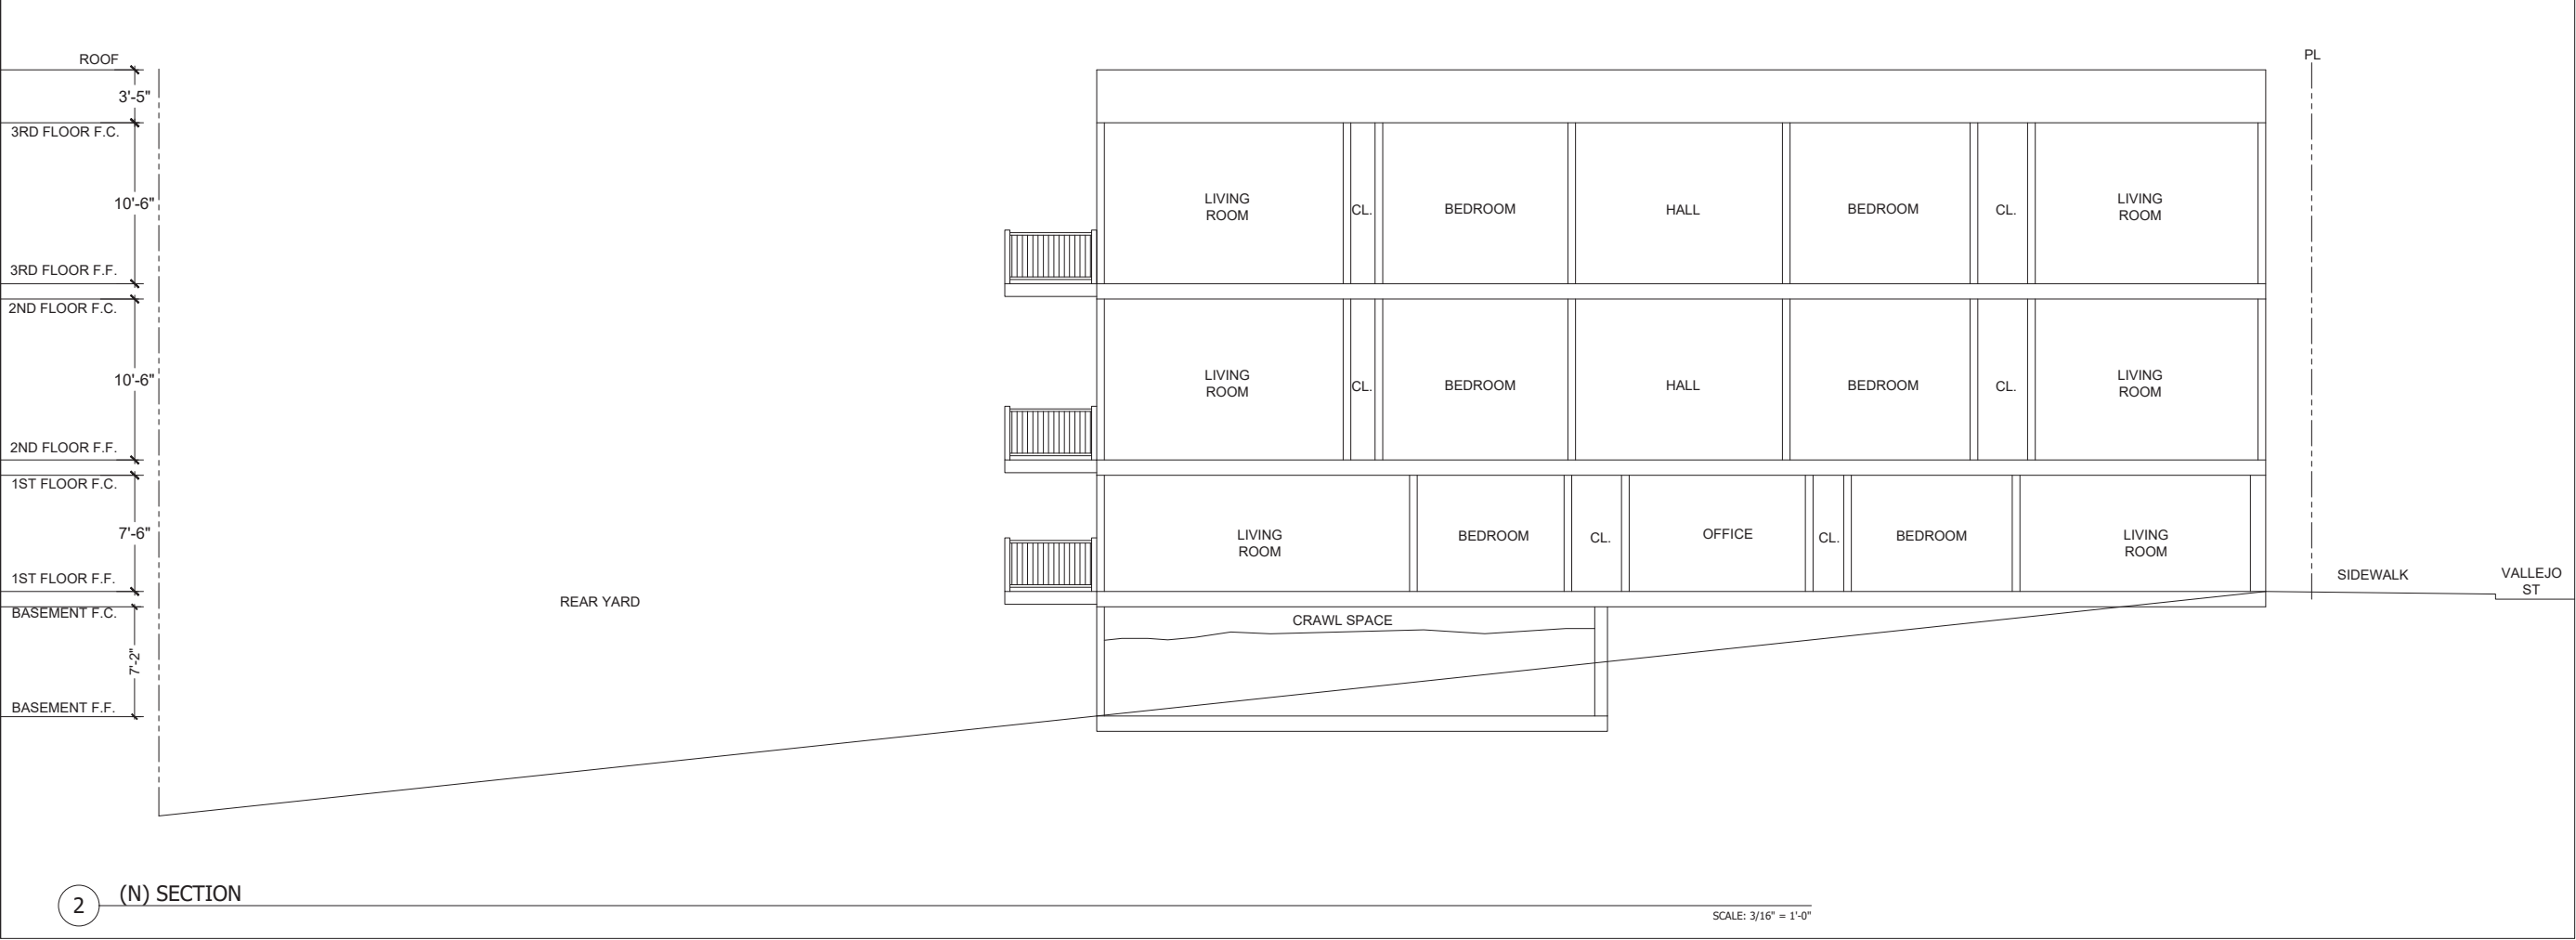 ROOF
3'-5"
3RD FLOOR F.C.
10'-6"
3RD FLOOR F.F.
2ND FLOOR F.C.
10'-6"
2ND FLOOR F.F.
1ST FLOOR F.C.
7'-6"
1ST FLOOR F.F.
BASEMENT F.C.
7'-2"
BASEMENT F.F.
REAR YARD
LIVING
ROOM
CL.
BEDROOM
HALL
BEDROOM
CL.
LIVING
ROOM
LIVING
ROOM
CL.
BEDROOM
HALL
BEDROOM
CL.
LIVING
ROOM
LIVING
ROOM
BEDROOM
CL.
OFFICE
CL.
BEDROOM
LIVING
ROOM
CRAWL SPACE
PL
SIDEWALK
VALLEJO
ST
2
(N) SECTION
SCALE: 3/16" = 1'-0"